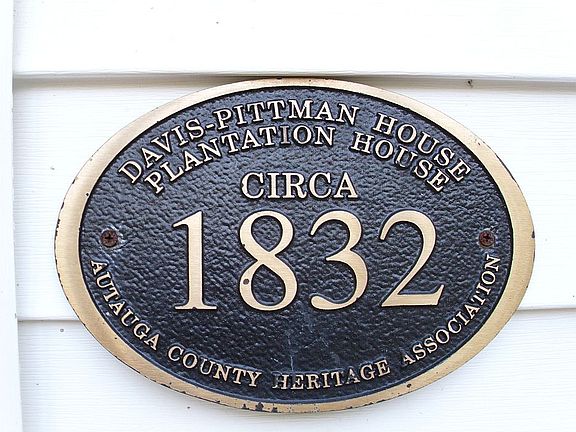 DAVIS-PITTMAN HOUSE
PLANTATION HOUSE
CIRCA
1832
AUTAUGA COUNTY HERITAGE ASSOCIATION